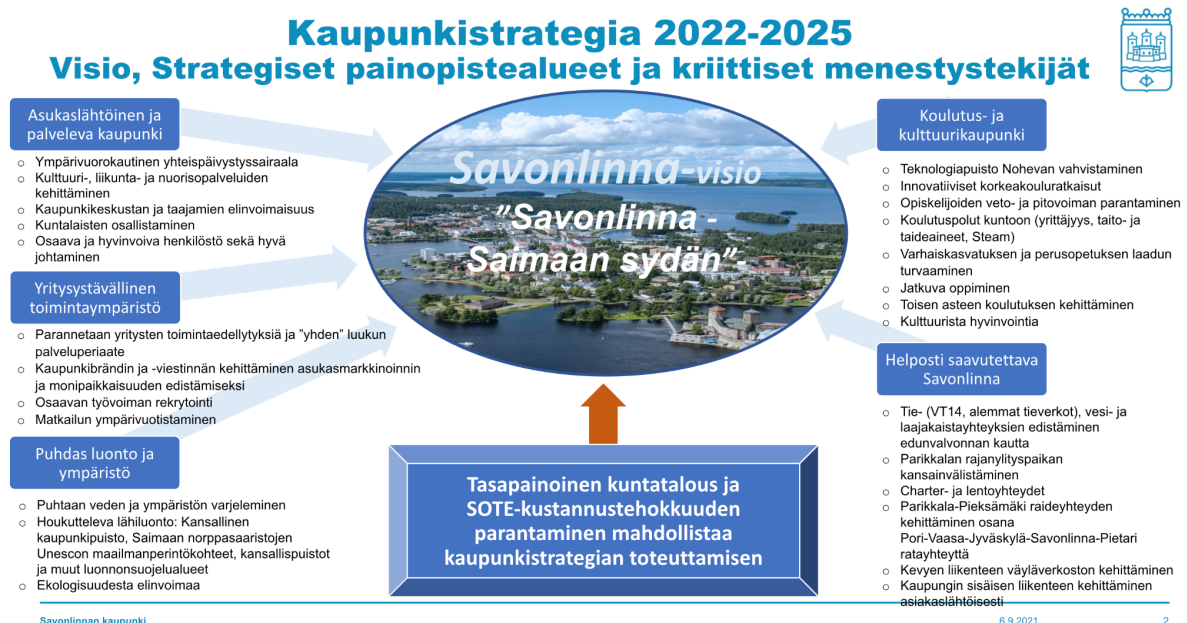 Kaupunkistrategia 2022-2025
Visio, Strategiset painopistealueet ja kriittiset menestystekijät
Asukaslähtöinen ja
palveleva kaupunki
o Ympärivuorokautinen yhteispäivystyssairaala
o Kulttuuri-, liikunta- ja nuorisopalveluiden
kehittäminen
o Kaupunkikeskustan ja taajamien elinvoimaisuus
o Kuntalaisten osallistaminen
o Osaava ja hyvinvoiva henkilöstö sekä hyvä
johtaminen
Yritysystävällinen
toimintaympäristö
o Parannetaan yritysten toimintaedellytyksiä ja "yhden" luukun
palveluperiaate
o Kaupunkibrändin ja -viestinnän kehittäminen asukasmarkkinoinnin
ja monipaikkaisuuden edistämiseksi
o Osaavan työvoiman rekrytointi
o Matkailun ympärivuotistaminen
Puhdas luonto ja
ympäristö
o Puhtaan veden ja ympäristön varjeleminen
o Houkutteleva lähiluonto: Kansallinen
kaupunkipuisto, Saimaan norppasaaristojen
Unescon maailmanperintökohteet, kansallispuistot
ja muut luonnonsuojelualueet
o Ekologisuudesta elinvoimaa
Savonlinna-visio
"Savonlinna -
Saimaan sydän"-
Tasapainoinen kuntatalous ja
SOTE-kustannustehokkuuden
parantaminen mahdollistaa
kaupunkistrategian toteuttamisen
Koulutus- ja
kulttuurikaupunki
o Teknologiapuisto Nohevan vahvistaminen
o Innovatiiviset korkeakouluratkaisut
o Opiskelijoiden veto- ja pitovoiman parantaminen
o Koulutuspolut kuntoon (yrittäjyys, taito- ja
taideaineet, Steam)
o Varhaiskasvatuksen ja perusopetuksen laadun
turvaaminen
o Jatkuva oppiminen
o Toisen asteen koulutuksen kehittäminen
o Kulttuurista hyvinvointia
Helposti saavutettava
Savonlinna
o Tie- (VT14, alemmat tieverkot), vesi- ja
laajakaistayhteyksien edistäminen
edunvalvonnan kautta
o Parikkalan rajanylityspaikan
kansainvälistäminen
o Charter- ja lentoyhteydet
o Parikkala-Pieksämäki raideyhteyden
kehittäminen osana
Pori-Vaasa-Jyväskylä-Savonlinna-Pietari
ratayhteyttä
o Kevyen liikenteen väyläverkoston kehittäminen
o Kaupungin sisäisen liikenteen kehittäminen
asiakaslähtöisesti
Savonlinnan kaupunki
6.9.2021
2